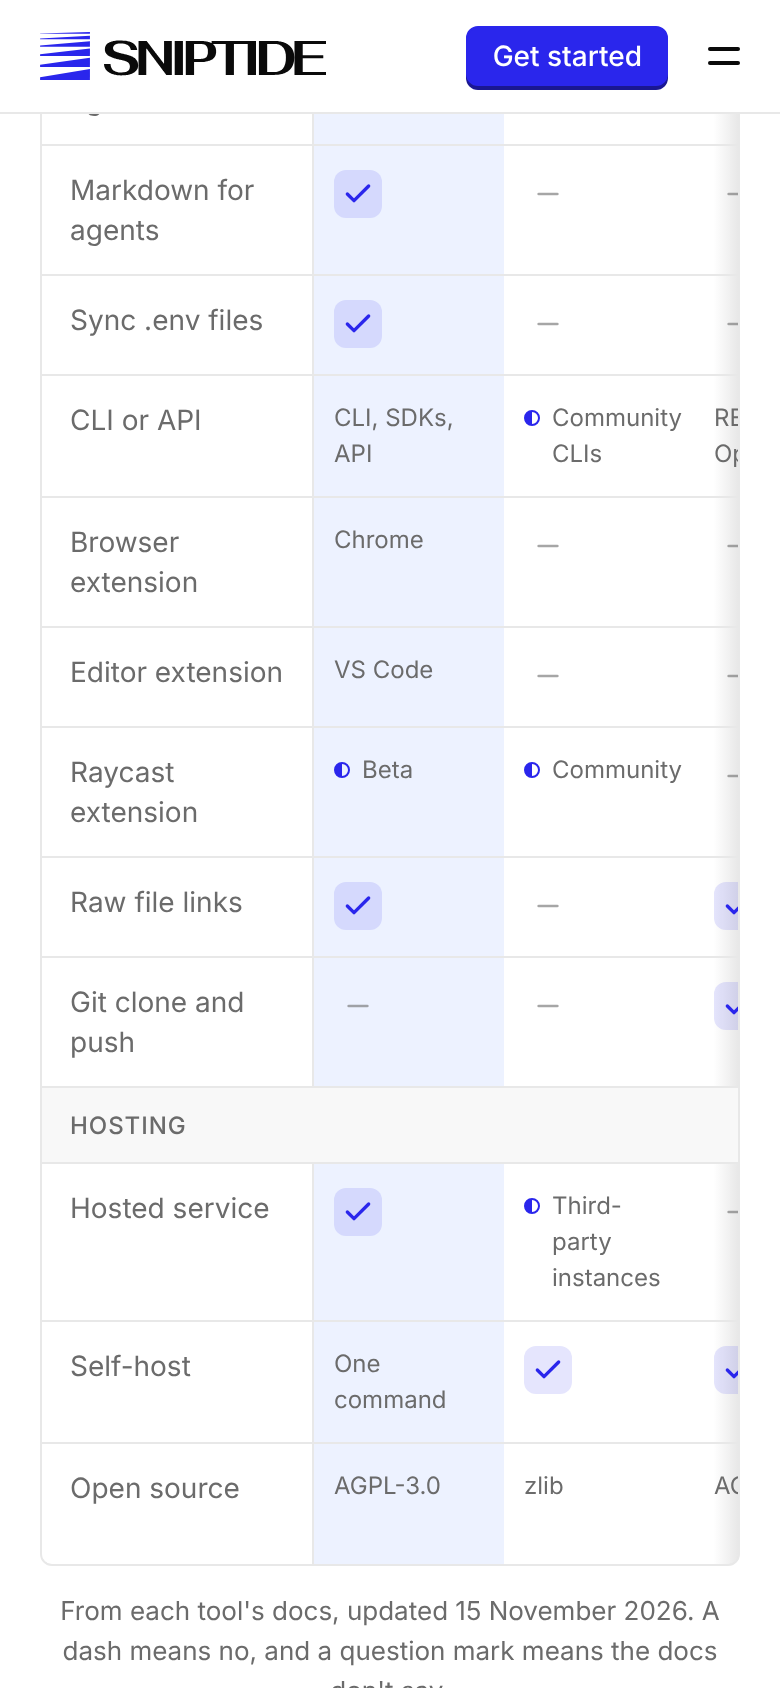 SNIPTIDE
Get started
Markdown for
agents
—
—
Sync .env files
—
—
CLI or API
CLI, SDKs,
API
Community
CLIs
Browser
extension
Chrome
—
—
Editor extension
VS Code
—
—
Raycast
extension
Beta
Community
—
Raw file links
—
Git clone and
push
—
—
HOSTING
Hosted service
Third-
party
instances
—
Self-host
One
command
Open source
AGPL-3.0
zlib
From each tool's docs, updated 15 November 2026. A
dash means no, and a question mark means the docs
don't say